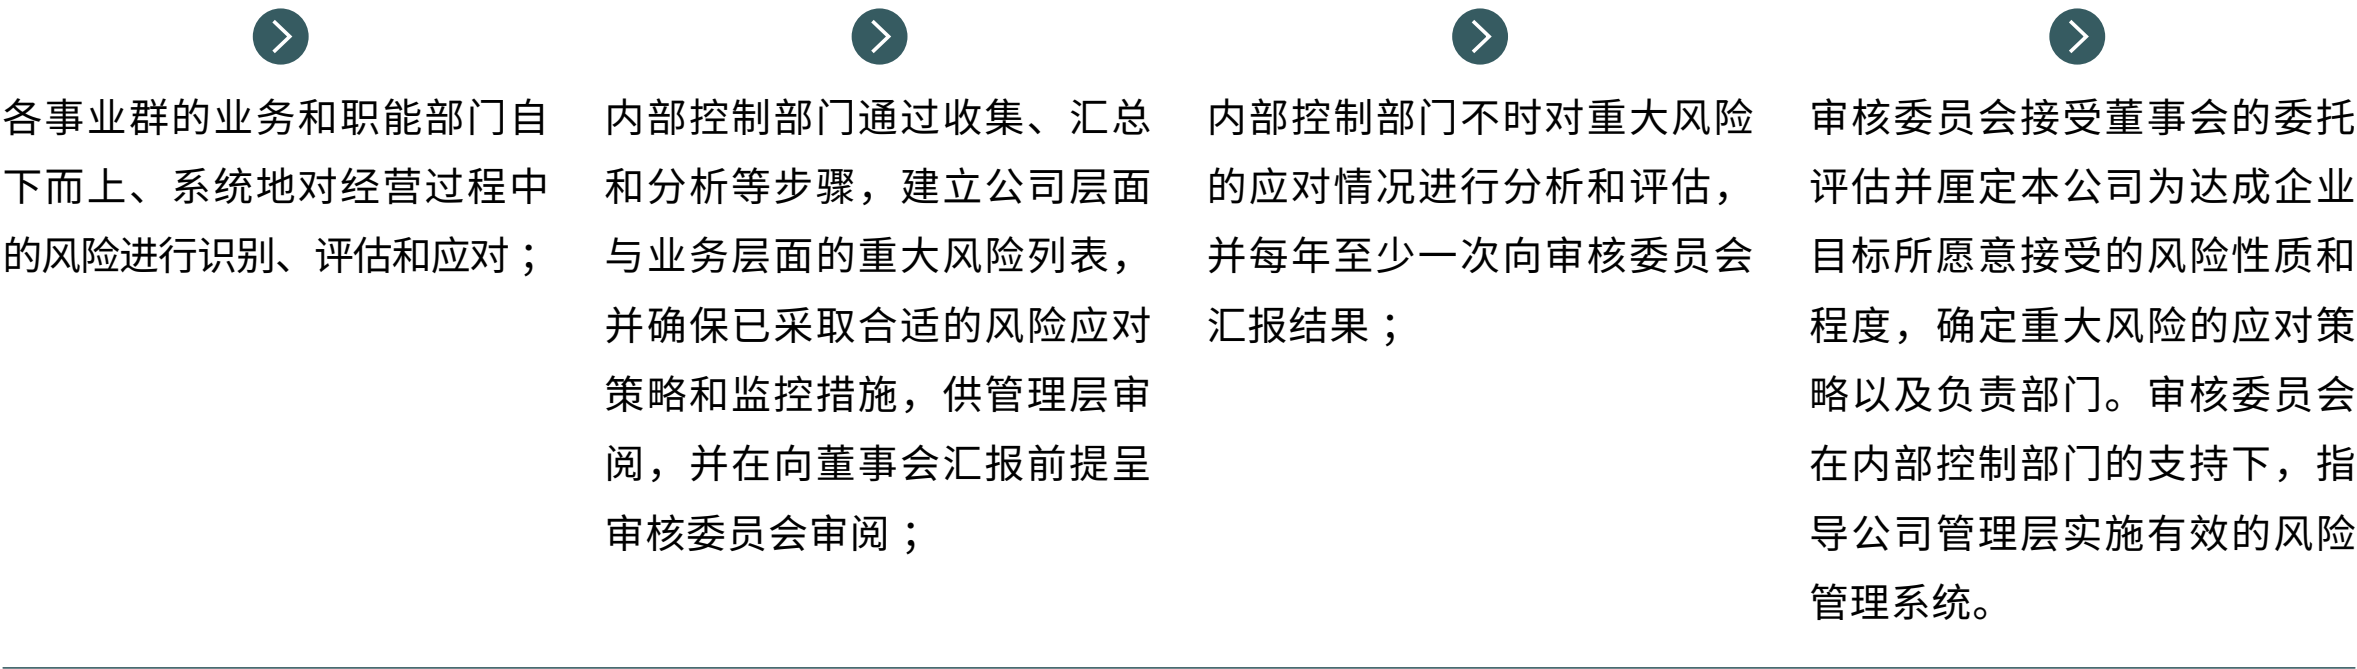 各事业群的业务和职能部门自
下而上、系统地对经营过程中
的风险进行识别、评估和应对；
内部控制部门通过收集、汇总
和分析等步骤，建立公司层面
与业务层面的重大风险列表，
并确保已采取合适的风险应对
策略和监控措施，供管理层审
阅，并在向董事会汇报前提呈
审核委员会审阅；
内部控制部门不时对重大风险
的应对情况进行分析和评估，
并每年至少一次向审核委员会
汇报结果；
审核委员会接受董事会的委托
评估并厘定本公司为达成企业
目标所愿意接受的风险性质和
程度，确定重大风险的应对策
略以及负责部门。审核委员会
在内部控制部门的支持下，指
导公司管理层实施有效的风险
管理系统。